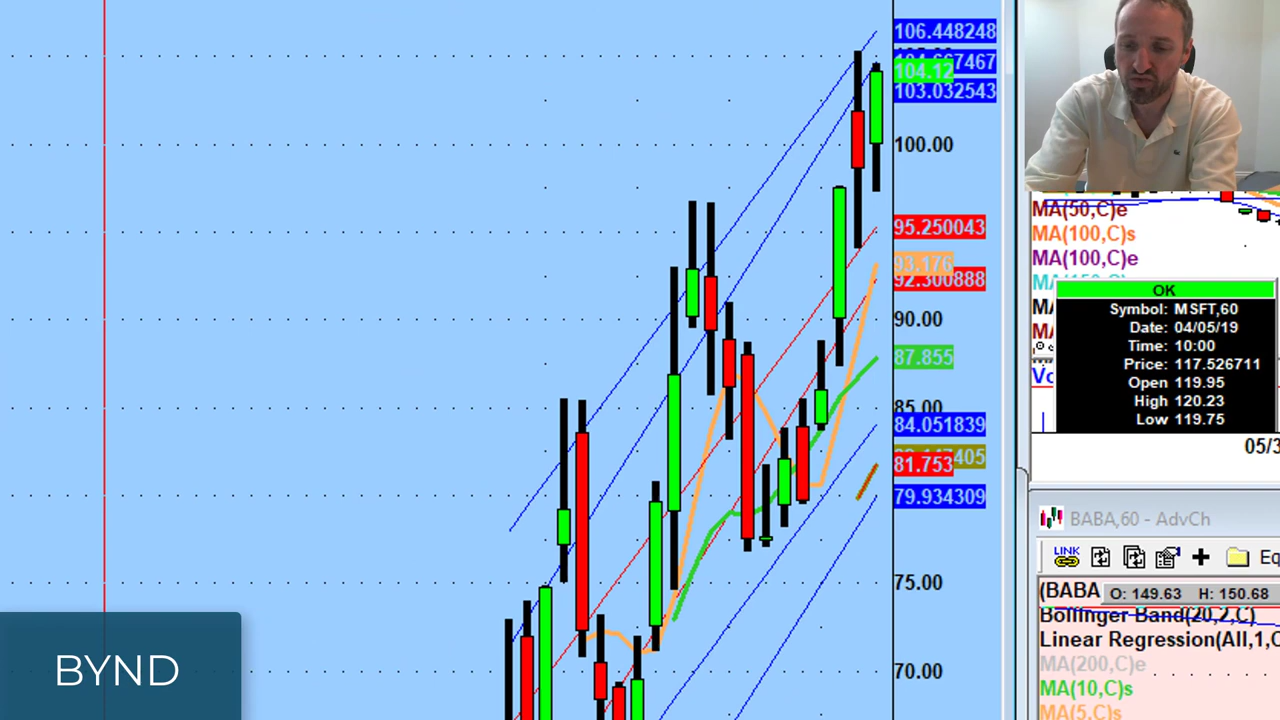 106.448248
104.12
7467
103.032543
100.00
95.250043
93.176
92.300888
90.00
87.855
85.00
84.051839
405
81.753
79.934309
75.00
70.00
BYND
MA(50,C)e
MA(100,C)s
MA(100,C)e
OK
Symbol: MSFT,60
Date: 04/05/19
Time: 10:00
Price: 117.526711
Open 119.95
High 120.23
Low 119.75
05/3
BABA,60 - AdvCh
LINK
Eq
(BABA O: 149.63 H: 150.68
Bollinger Band(20,2,C)
Linear Regression(All,1,C
MA(200,C)e
MA(10,C)s
MA(5,C)s